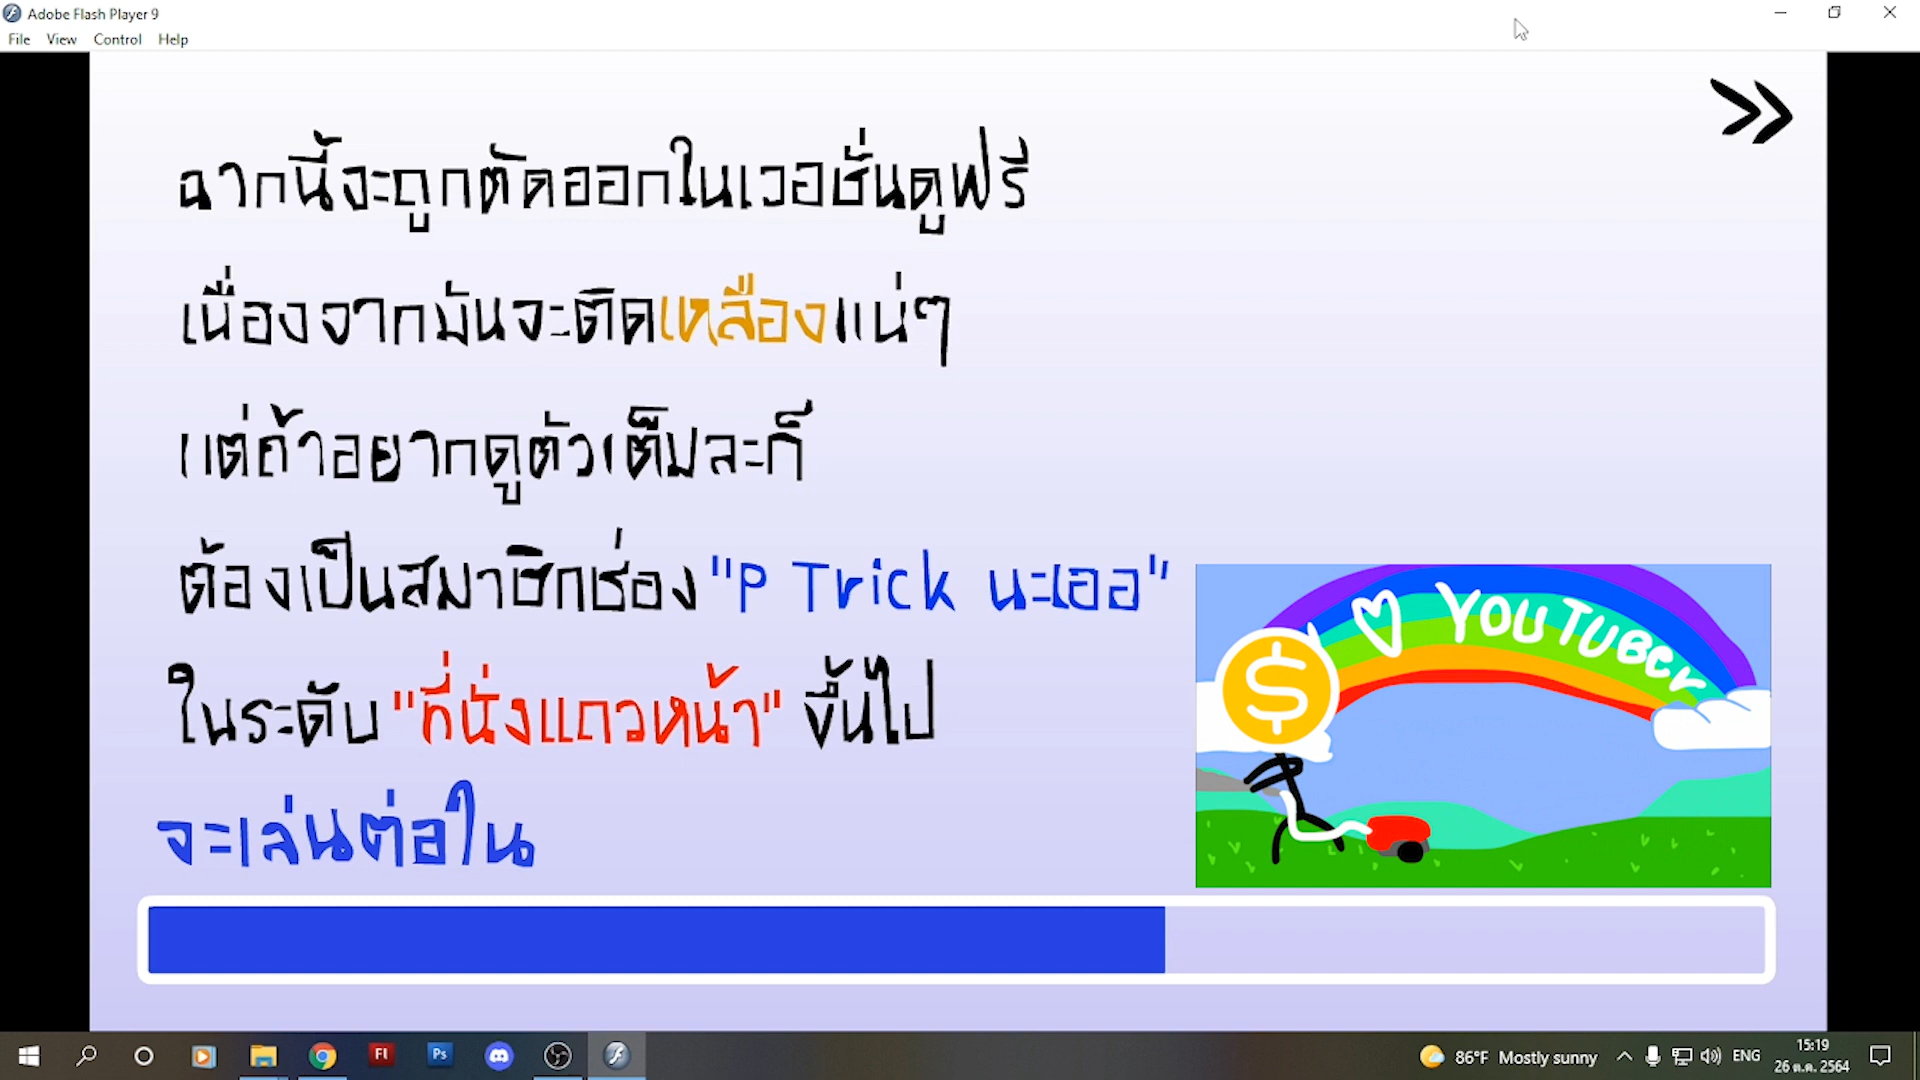 Adobe Flash Player 9
File View Control Help
ฉากนี้จะถูกตัดออกในเวอชั่นดูฟรี
เนื่องจากมันจะติดเหลืองแน่ๆ
แต่ถ้าอยากดูตัวเต็มละก็
ต้องเป็นสมาชิกช่อง "P Trick นะเออ"
ในระดับ "ที่นั่งแถวหน้า" ขึ้นไป
จะเล่นต่อใน
YouTuber
$
Fl
Ps
86°F Mostly sunny
ENG
15:19
26 ต.ค. 2564